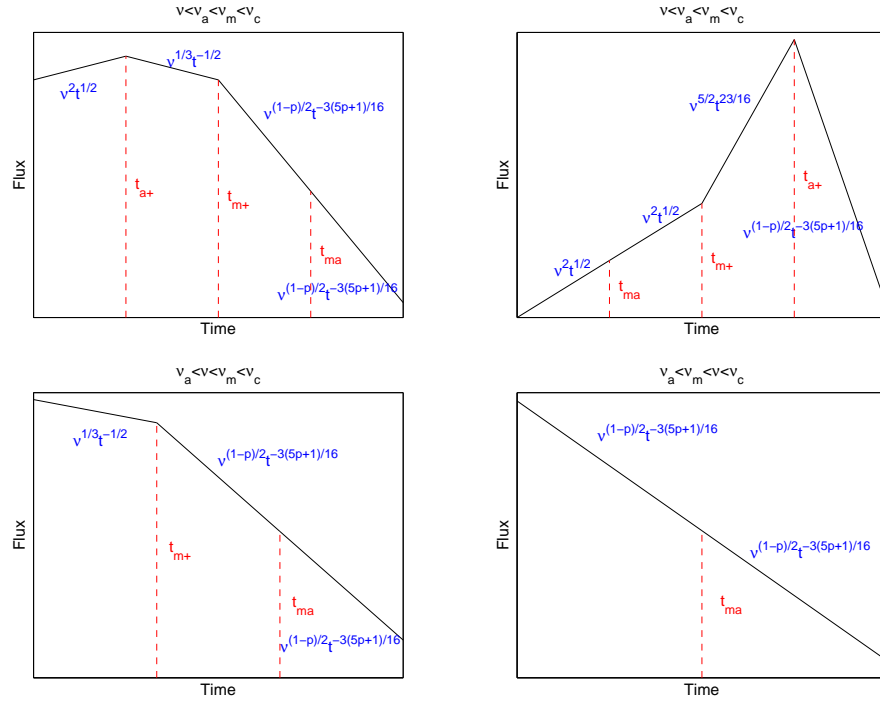 ν<ν_a<ν_m<ν_c
ν^2t^1/2
ν^1/3t^-1/2
ν^(1-p)/2t^-3(5p+1)/16
t_a+
t_m+
t_ma
ν^(1-p)/2t^-3(5p+1)/16
Flux
Time
ν<ν_a<ν_m<ν_c
ν^5/2t^23/16
ν^2t^1/2
ν^2t^1/2
t_a+
ν^(1-p)/2t^-3(5p+1)/16
t_m+
t_ma
Flux
Time
ν_a<ν<ν_m<ν_c
ν^1/3t^-1/2
ν^(1-p)/2t^-3(5p+1)/16
t_m+
t_ma
ν^(1-p)/2t^-3(5p+1)/16
Flux
Time
ν_a<ν_m<ν<ν_c
ν^(1-p)/2t^-3(5p+1)/16
ν^(1-p)/2t^-3(5p+1)/16
t_ma
Flux
Time